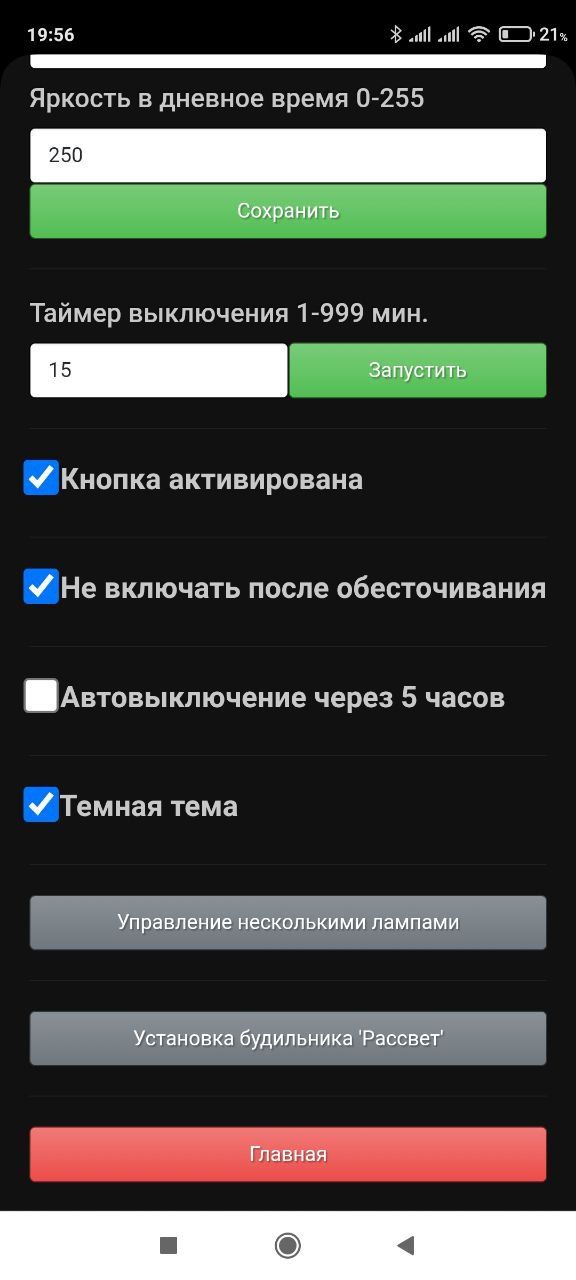 19:56
21%
Яркость в дневное время 0-255
250
Сохранить
Таймер выключения 1-999 мин.
15
Запустить
Кнопка активирована
Не включать после обесточивания
Автовыключение через 5 часов
Темная тема
Управление несколькими лампами
Установка будильника 'Рассвет'
Главная